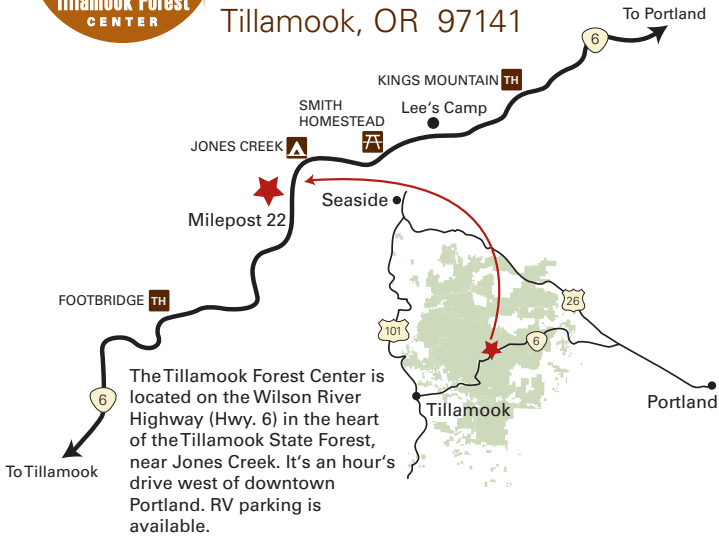 Tillamook Forest
CENTER
Tillamook, OR 97141
To Portland
6
KINGS MOUNTAIN TH
SMITH
HOMESTEAD
Lee's Camp
JONES CREEK
Seaside
Milepost 22
FOOTBRIDGE TH
26
101
6
6
Tillamook
Portland
To Tillamook
The Tillamook Forest Center is
located on the Wilson River
Highway (Hwy. 6) in the heart
of the Tillamook State Forest,
near Jones Creek. It's an hour's
drive west of downtown
Portland. RV parking is
available.